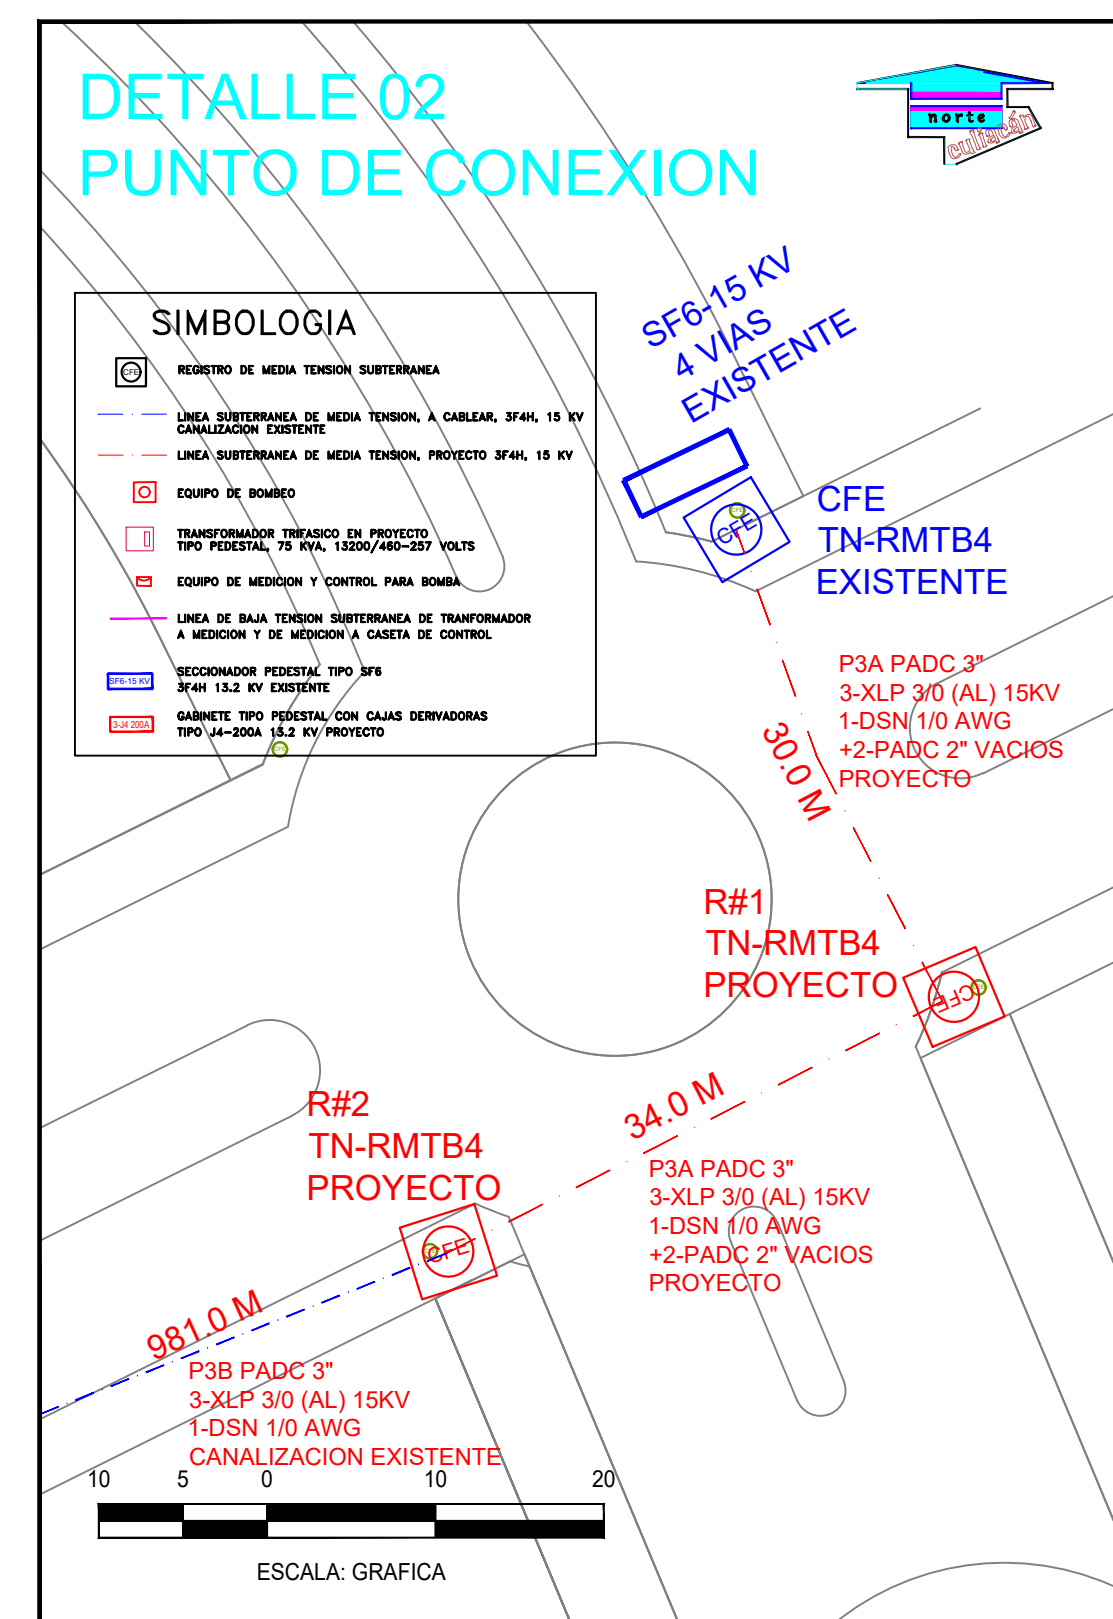 DETALLE 02
PUNTO DE CONEXION
norte
culiacán
SF6-15 KV
4 VIAS
EXISTENTE
SIMBOLOGIA
CFE
REGISTRO DE MEDIA TENSION SUBTERRANEA
LINEA SUBTERRANEA DE MEDIA TENSION, A CABLEAR, 3F4H, 15 KV
CANALIZACION EXISTENTE
LINEA SUBTERRANEA DE MEDIA TENSION, PROYECTO 3F4H, 15 KV
EQUIPO DE BOMBEO
TRANSFORMADOR TRIFASICO EN PROYECTO
TIPO PEDESTAL, 75 KVA, 13200/460-257 VOLTS
EQUIPO DE MEDICION Y CONTROL PARA BOMBA
LINEA DE BAJA TENSION SUBTERRANEA DE TRANFORMADOR
A MEDICION Y DE MEDICION A CASETA DE CONTROL
SF6-15 KV
SECCIONADOR PEDESTAL TIPO SF6
3F4H 13.2 KV EXISTENTE
3-J4 200A
GABINETE TIPO PEDESTAL CON CAJAS DERIVADORAS
TIPO J4-200A 13.2 KV PROYECTO
CFE
CFE
CFE
CFE
TN-RMTB4
EXISTENTE
P3A PADC 3"
3-XLP 3/0 (AL) 15KV
1-DSN 1/0 AWG
+2-PADC 2" VACIOS
PROYECTO
30.0 M
R#1
TN-RMTB4
PROYECTO
CFE
CFE
34.0 M
R#2
TN-RMTB4
PROYECTO
P3A PADC 3"
3-XLP 3/0 (AL) 15KV
1-DSN 1/0 AWG
+2-PADC 2" VACIOS
PROYECTO
CFE
CFE
981.0 M
P3B PADC 3"
3-XLP 3/0 (AL) 15KV
1-DSN 1/0 AWG
CANALIZACION EXISTENTE
10 5 0 10 20
ESCALA: GRAFICA